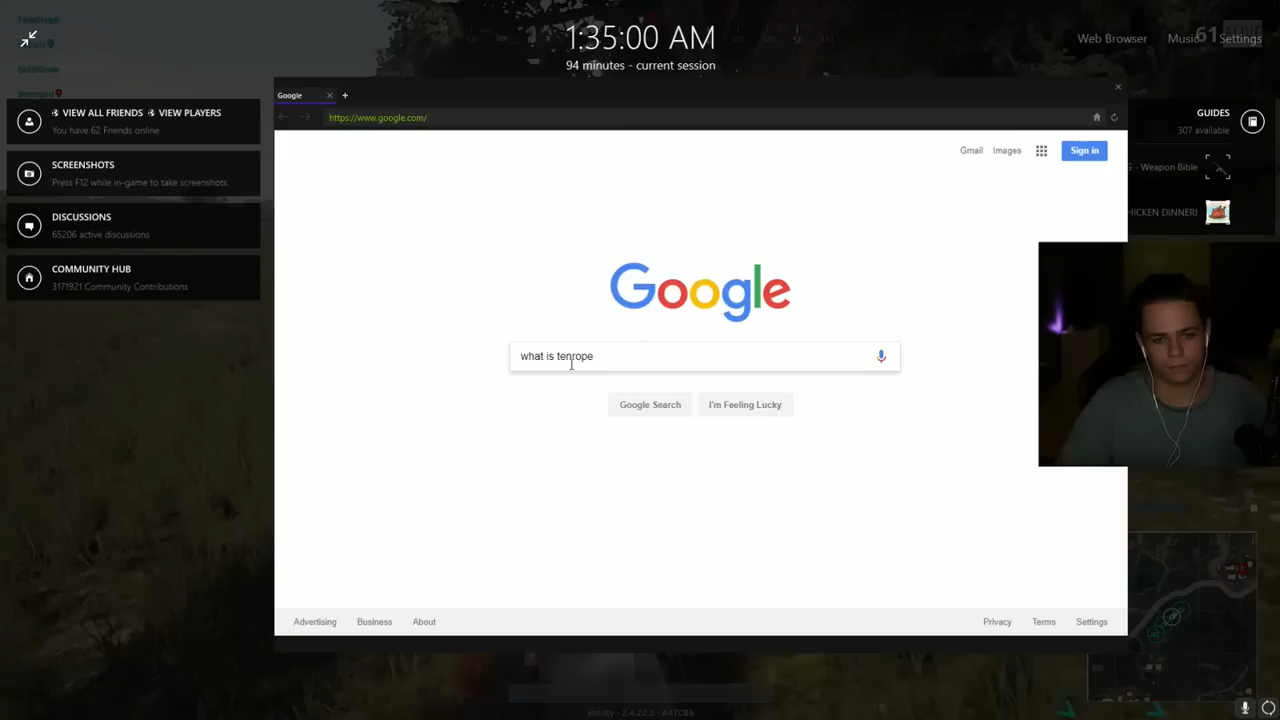 GoldGlove
1:35:00 AM
94 minutes - current session
Web Browser
Music
61
Settings
VIEW ALL FRIENDS VIEW PLAYERS
You have 62 Friends online
SCREENSHOTS
Press F12 while in-game to take screenshots.
DISCUSSIONS
65206 active discussions
COMMUNITY HUB
3171921 Community Contributions
Google
https://www.google.com/
Gmail
Images
Sign in
Google
what is tenrope
Google Search
I'm Feeling Lucky
Advertising
Business
About
Privacy
Terms
Settings
GUIDES
307 available
- Weapon Bible
HICKEN DINNER!